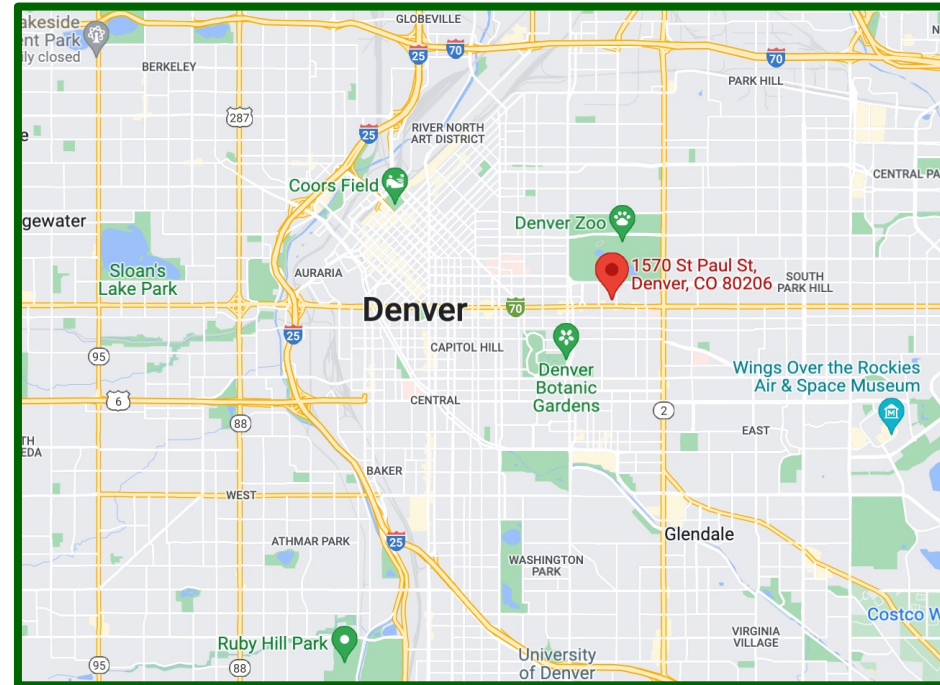 akeside
ent Park
ily closed
GLOBEVILLE
25
70
70
N
BERKELEY
PARK HILL
287
e
25
RIVER NORTH
ART DISTRICT
CENTRAL PA
Coors Field
gewater
Denver Zoo
Sloan's
Lake Park
AURARIA
1570 St Paul St,
Denver, CO 80206
SOUTH
PARK HILL
Denver
70
25
CAPITOL HILL
95
Denver
Botanic
Gardens
Wings Over the Rockies
Air & Space Museum
6
CENTRAL
88
2
M
EAST
TH
EDA
BAKER
WEST
ATHMAR PARK
25
Glendale
WASHINGTON
PARK
Costco W
Ruby Hill Park
VIRGINIA
VILLAGE
95
88
University
of Denver